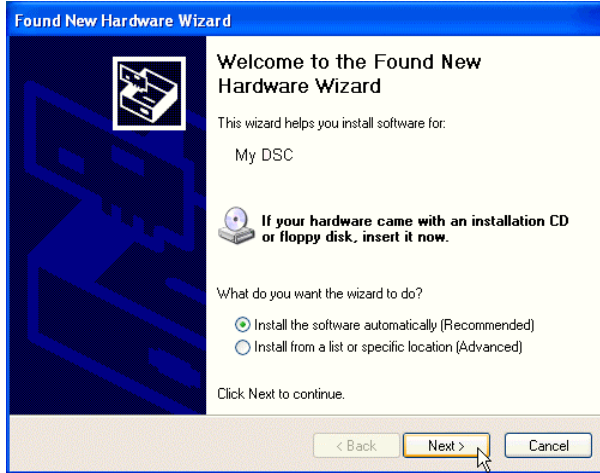 Found New Hardware Wizard
Welcome to the Found New
Hardware Wizard
This wizard helps you install software for:
My DSC
If your hardware came with an installation CD
or floppy disk, insert it now.
What do you want the wizard to do?
Install the software automatically (Recommended)
Install from a list or specific location (Advanced)
Click Next to continue.
< Back Next > Cancel